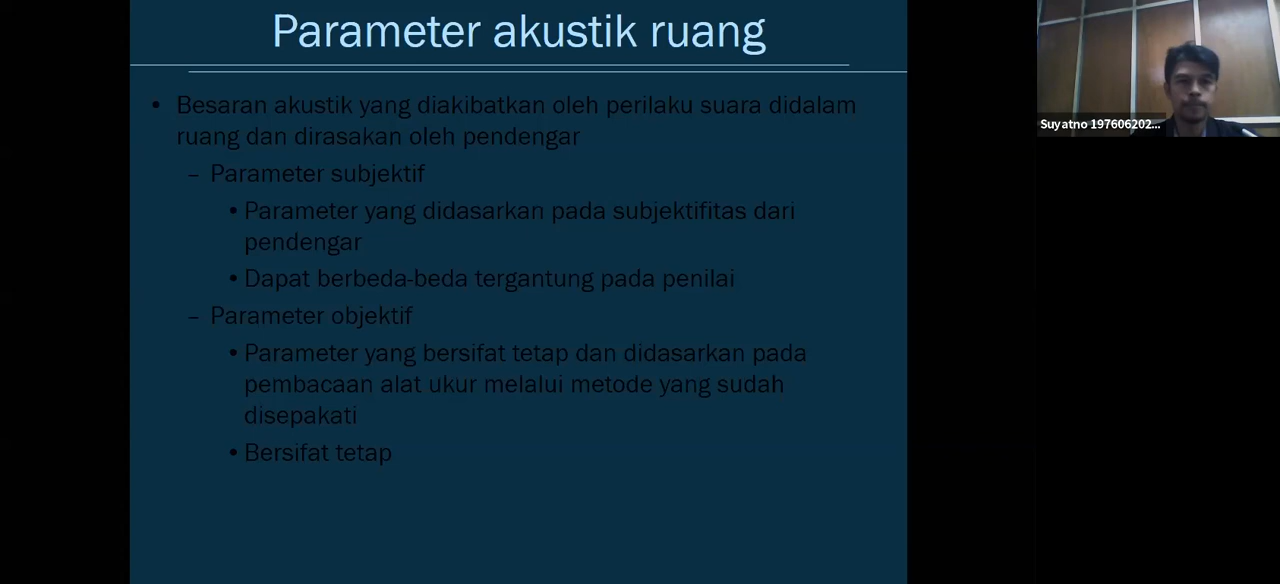 Parameter akustik ruang
• Besaran akustik yang diakibatkan oleh perilaku suara didalam
ruang dan dirasakan oleh pendengar
– Parameter subjektif
• Parameter yang didasarkan pada subjektifitas dari
pendengar
• Dapat berbeda-beda tergantung pada penilai
– Parameter objektif
• Parameter yang bersifat tetap dan didasarkan pada
pembacaan alat ukur melalui metode yang sudah
disepakati
• Bersifat tetap
Suyatno 197606202...